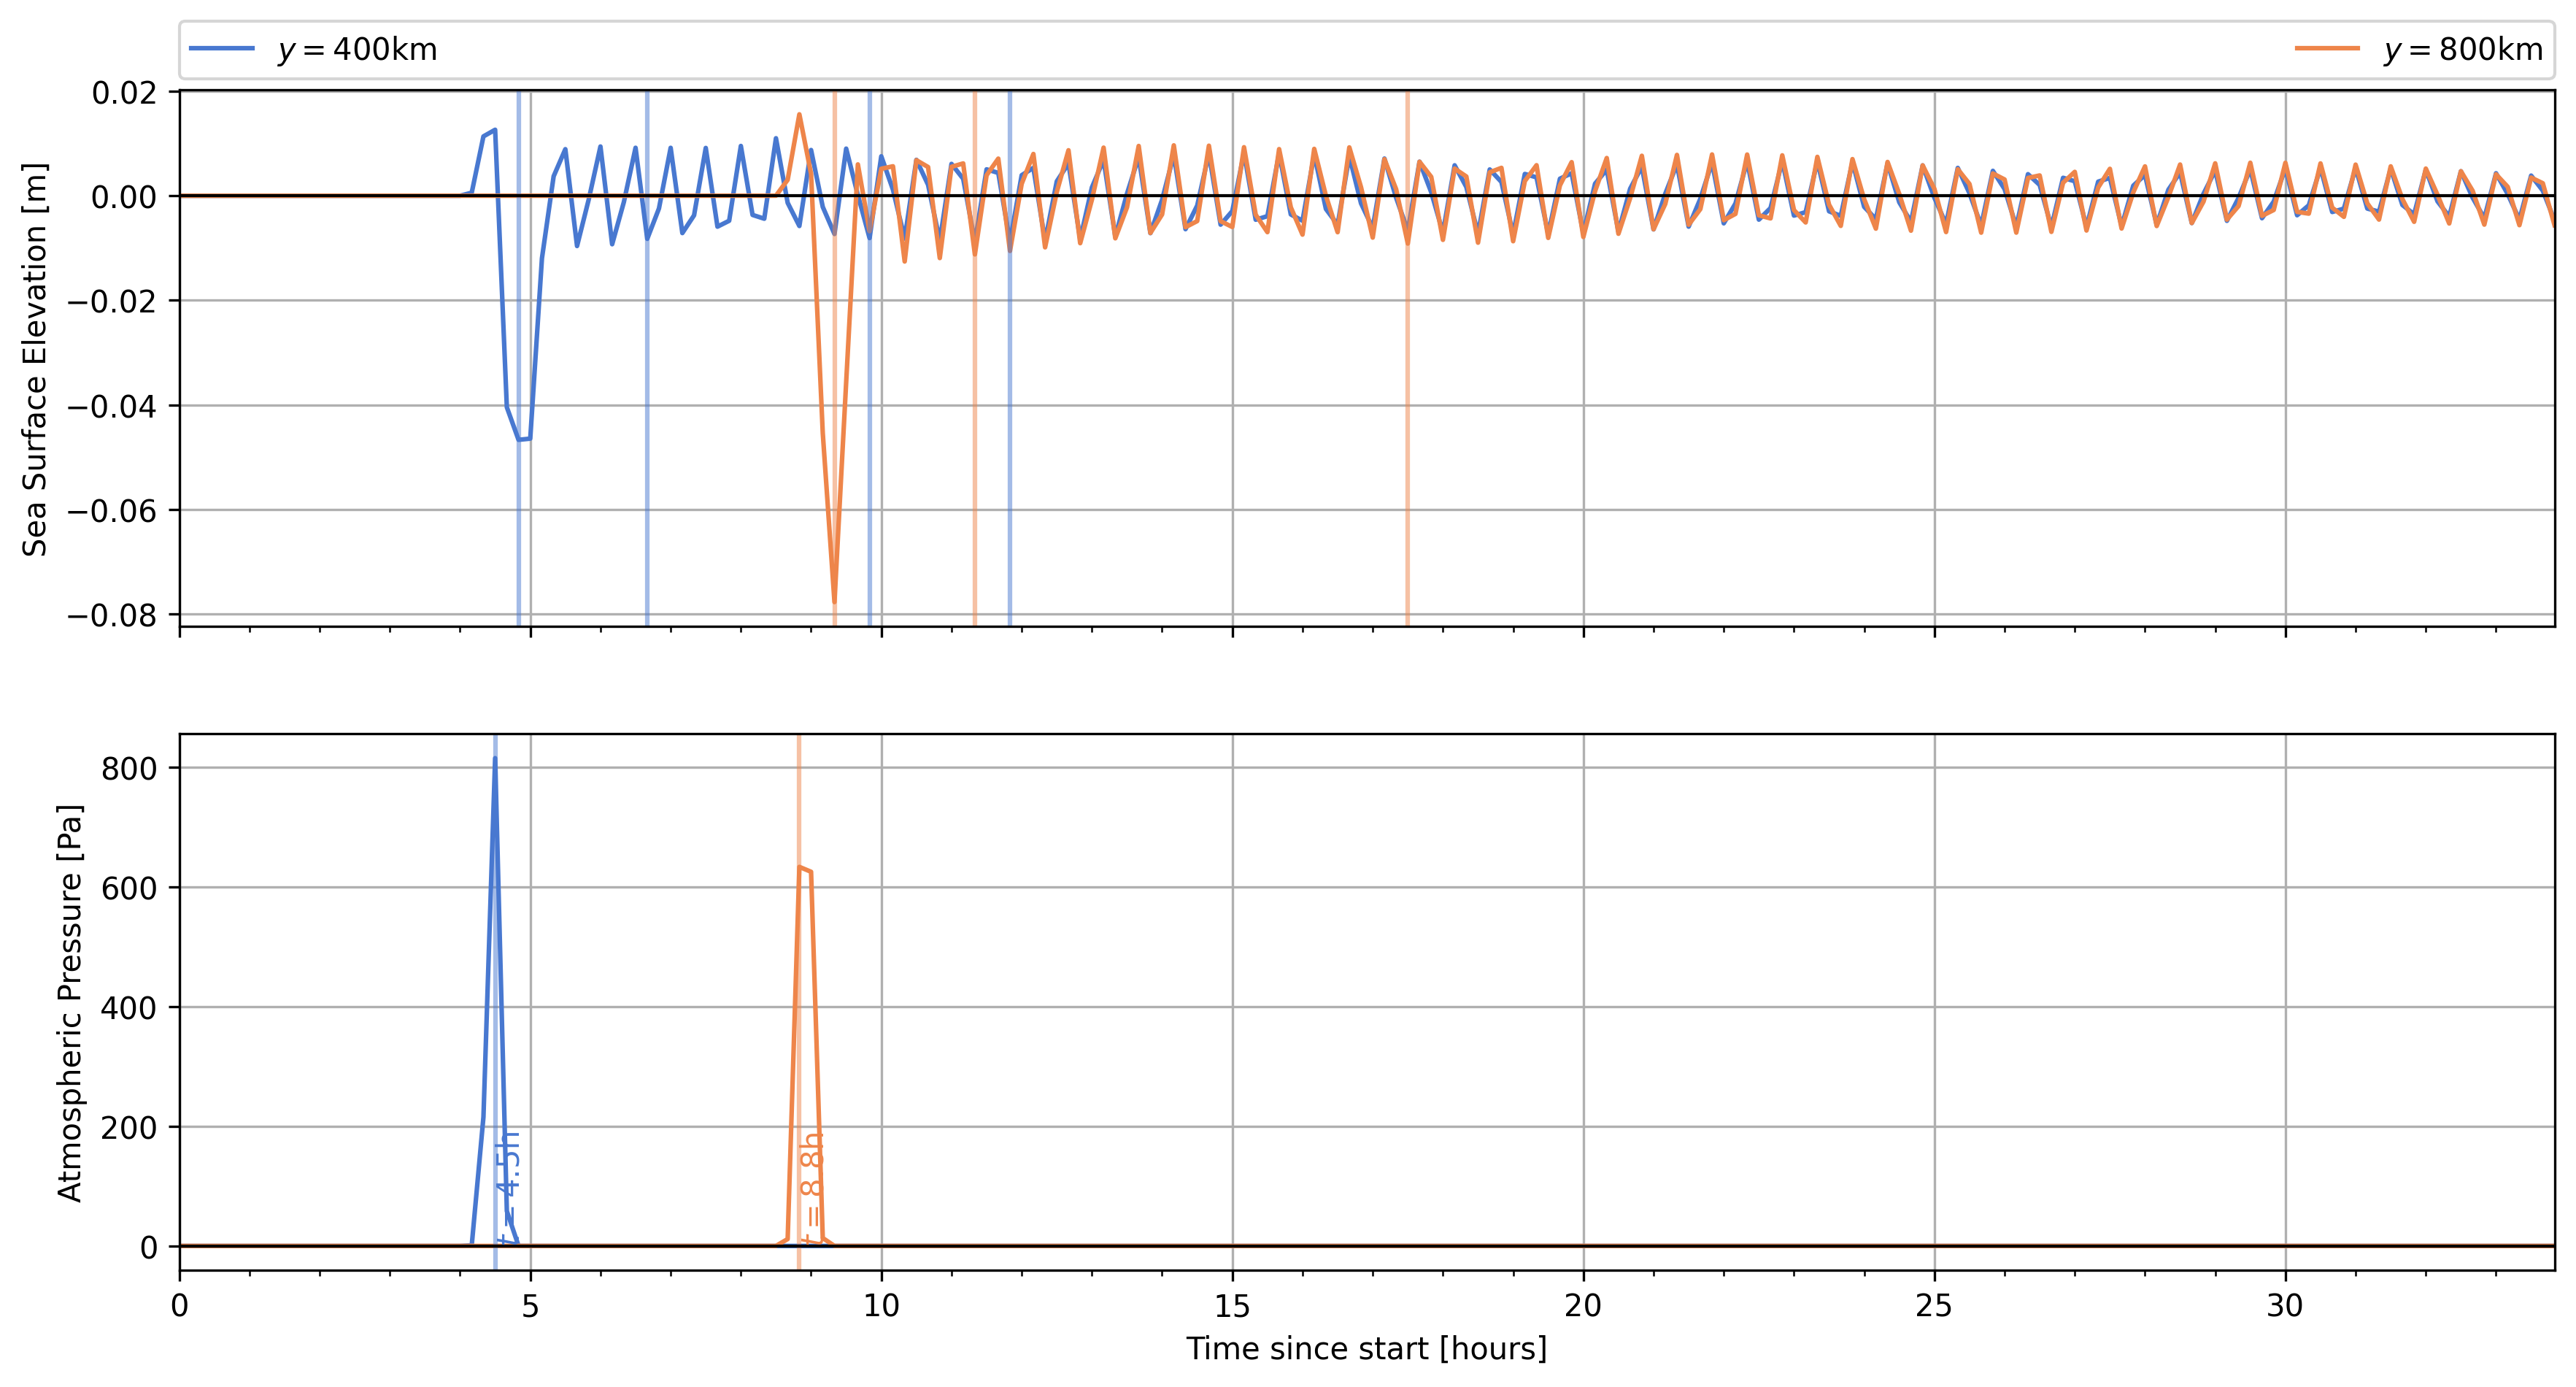 y = 400km
y = 800km
Sea Surface Elevation [m]
0.02
0.00
−0.02
−0.04
−0.06
−0.08
Atmospheric Pressure [Pa]
800
600
400
200
0
t = 4.5h
t = 8.8h
0 5 10 15 20 25 30
Time since start [hours]